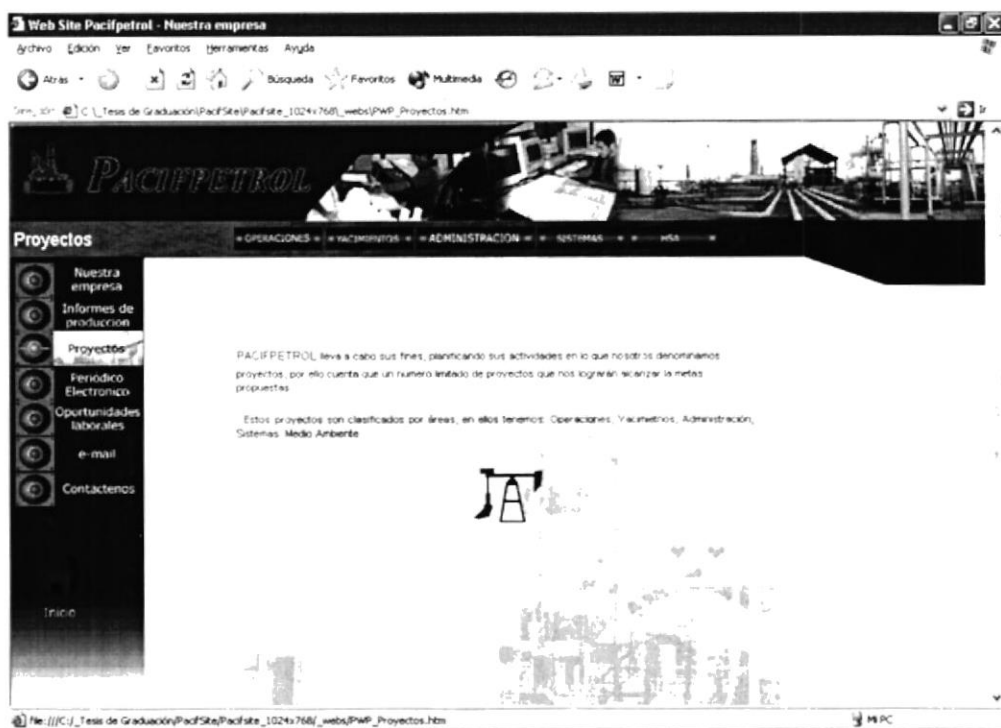 Web Site Pacifpetrol - Nuestra empresa
Archivo Edición Ver Favoritos Herramientas Ayuda
Atrás Búsqueda Favoritos Multimedia
C:\_Tesis de Graduación\PacifSite\Pacifsite_1024x768\_webs\PWP_Proyectos.htm
PACIFPETROL
Proyectos
OPERACIONES YACIMIENTOS ADMINISTRACION SISTEMAS HSA
Nuestra
empresa
Informes de
produccion
Proyectos
Periodico
Electronico
Oportunidades
laborales
e-mail
Contactenos
Inicio
PACIFPETROL lleva a cabo sus fines, planificando sus actividades en lo que nosotros denominamos
proyectos, por ello cuenta que un numero limitado de proyectos que nos lograrán alcanzar la metas
propuestas
Estos proyectos son clasificados por áreas, en ellos tenemos: Operaciones, Yacimietnos, Administración,
Sistemas Medio Ambiente
file:///C:/_Tesis de Graduación/PacifSite/Pacifsite_1024x768/_webs/PWP_Proyectos.htm
Mi PC